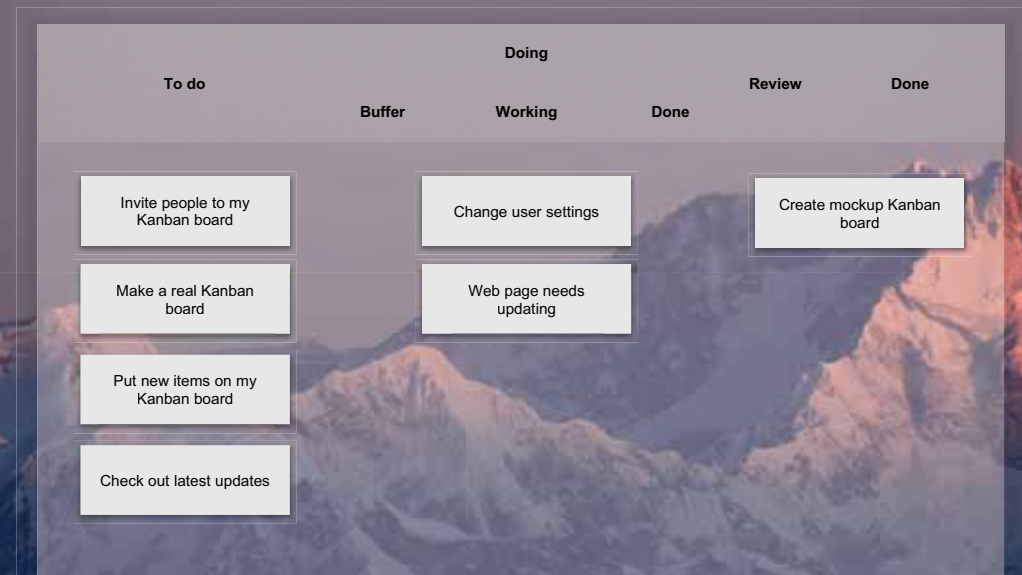 Doing
To do
Review
Done
Buffer
Working
Done
Invite people to my
Kanban board
Change user settings
Create mockup Kanban
board
Make a real Kanban
board
Web page needs
updating
Put new items on my
Kanban board
Check out latest updates